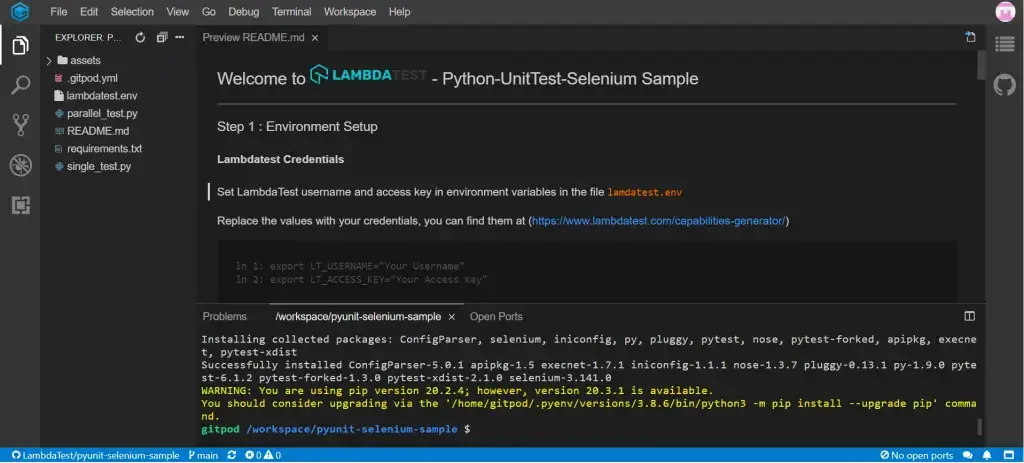 File Edit Selection View Go Debug Terminal Workspace Help
EXPLORER: P...
Preview README.md ×
assets
.gitpod.yml
lambdatest.env
parallel_test.py
README.md
requirements.txt
single_test.py
Welcome to LAMBDATEST - Python-UnitTest-Selenium Sample
Step 1 : Environment Setup
Lambdatest Credentials
Set LambdaTest username and access key in environment variables in the file lamdatest.env
Replace the values with your credentials, you can find them at (https://www.lambdatest.com/capabilities-generator/)
ln 1: export LT_USERNAME="Your Username"
ln 2: export LT_ACCESS_KEY="Your Access key"
Problems /workspace/pyunit-selenium-sample × Open Ports
Installing collected packages: ConfigParser, selenium, iniconfig, py, pluggy, pytest, nose, pytest-forked, apipkg, execne
t, pytest-xdist
Successfully installed ConfigParser-5.0.1 apipkg-1.5 execnet-1.7.1 iniconfig-1.1.1 nose-1.3.7 pluggy-0.13.1 py-1.9.0 pyte
st-6.1.2 pytest-forked-1.3.0 pytest-xdist-2.1.0 selenium-3.141.0
WARNING: You are using pip version 20.2.4; however, version 20.3.1 is available.
You should consider upgrading via the '/home/gitpod/.pyenv/versions/3.8.6/bin/python3 -m pip install --upgrade pip' comma
nd.
gitpod /workspace/pyunit-selenium-sample $
LambdaTest/pyunit-selenium-sample main 0 0 No open ports